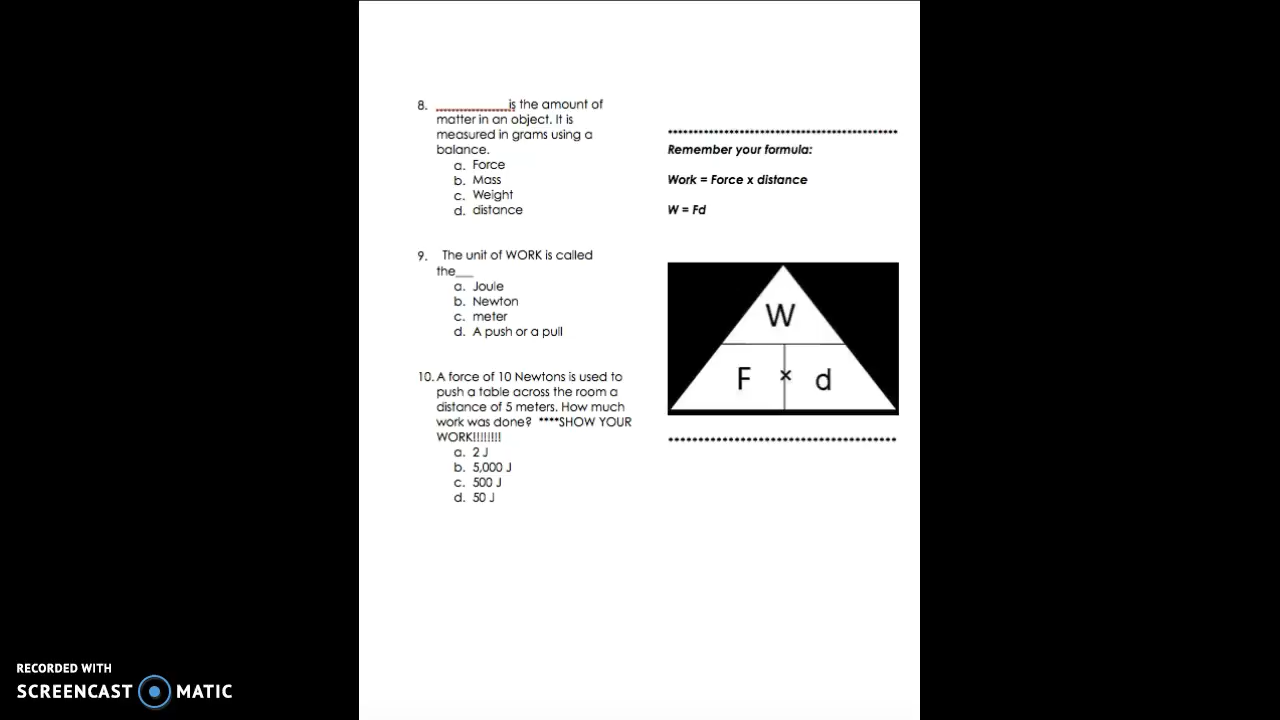 8. __________is the amount of
matter in an object. It is
measured in grams using a
balance.
a. Force
b. Mass
c. Weight
d. distance
9. The unit of WORK is called
the___
a. Joule
b. Newton
c. meter
d. A push or a pull
10. A force of 10 Newtons is used to
push a table across the room a
distance of 5 meters. How much
work was done? ****SHOW YOUR
WORK!!!!!!!!
a. 2 J
b. 5,000 J
c. 500 J
d. 50 J
Remember your formula:
Work = Force x distance
W = Fd
W
F × d
RECORDED WITH
SCREENCAST MATIC